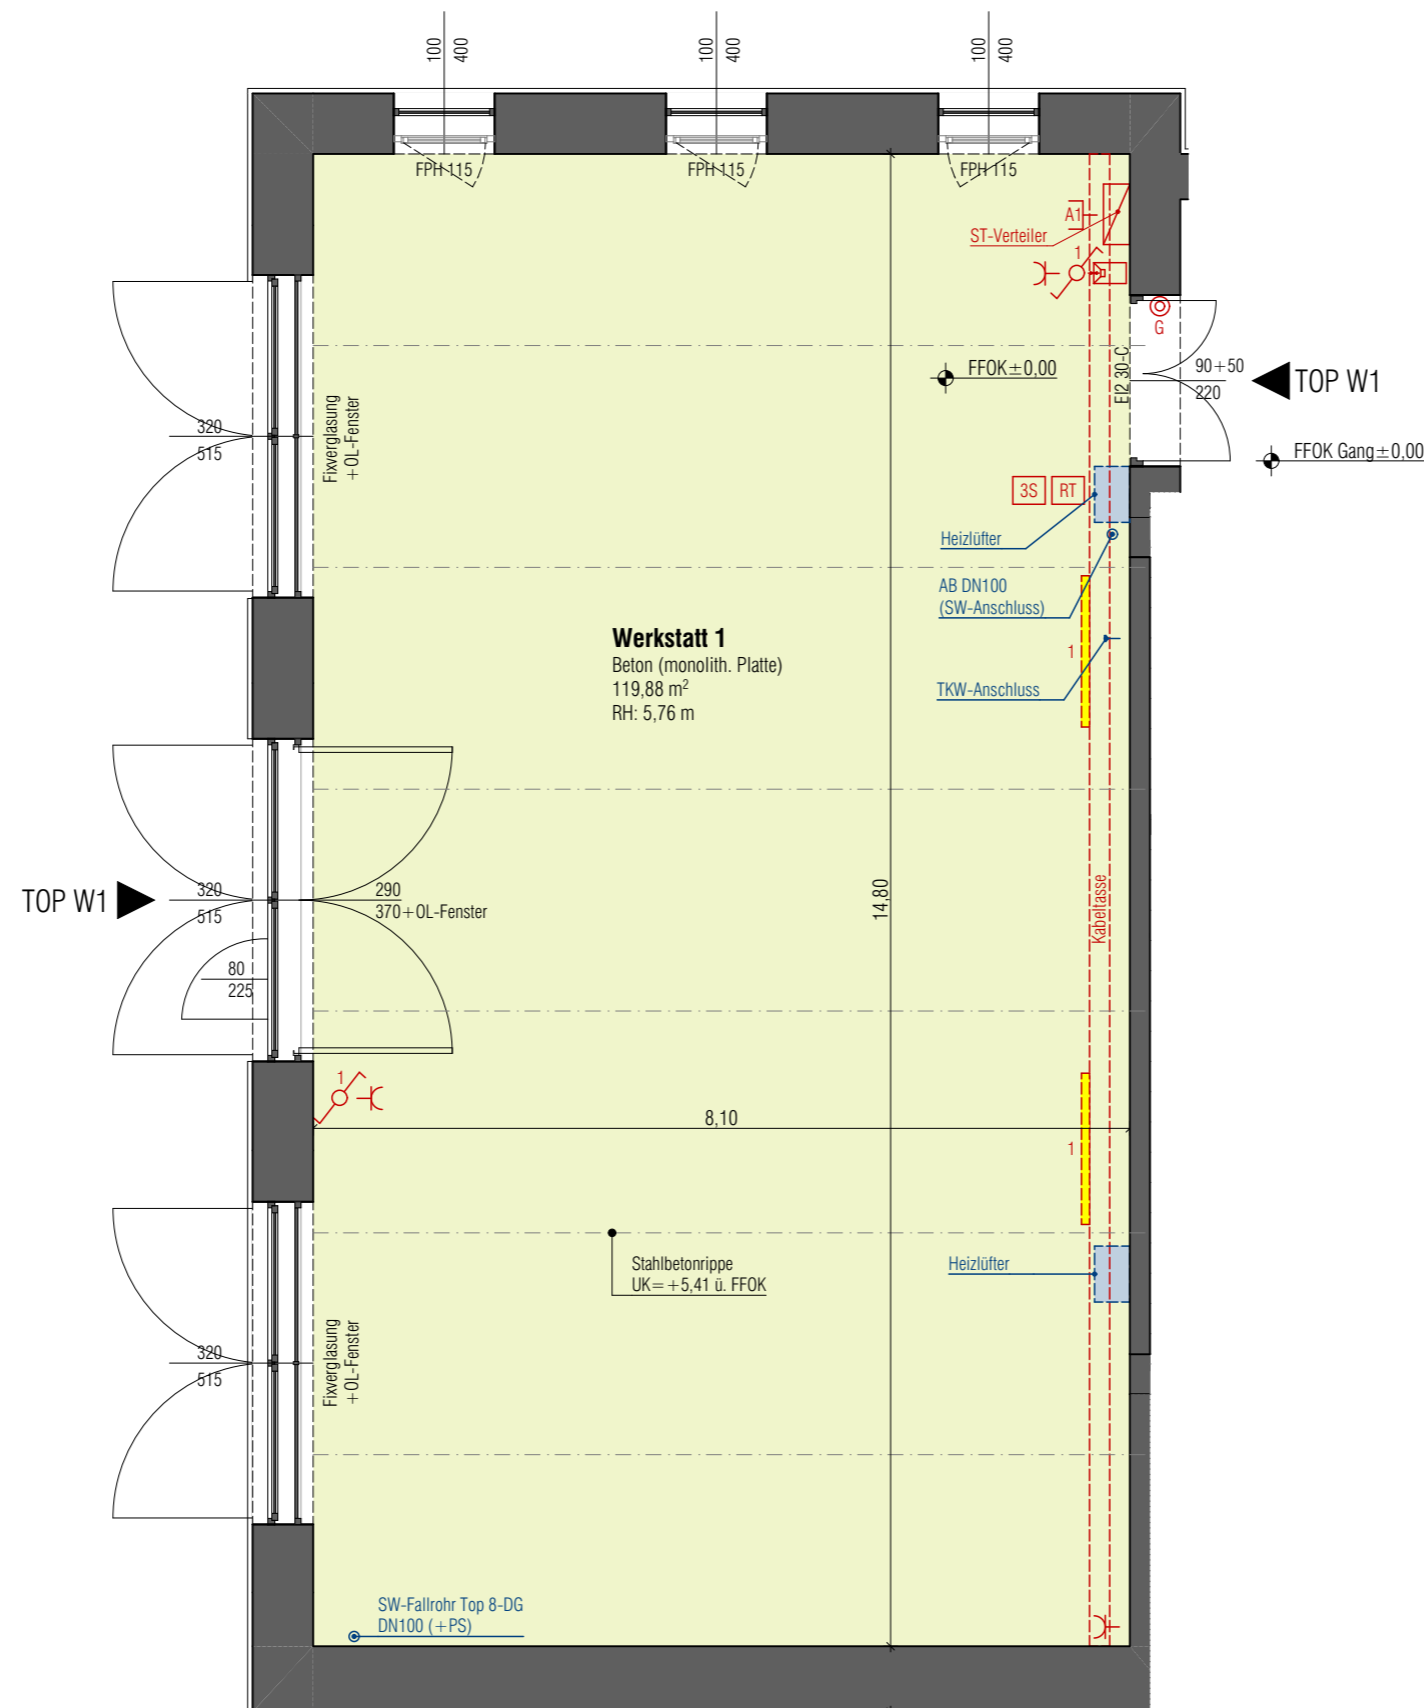 100
400
100
400
100
400
FPH 115
FPH 115
FPH 115
A1
ST-Verteiler
1
G
EI2 30-C
90+50
220
TOP W1
FFOK±0,00
FFOK Gang±0,00
320
515
Fixverglasung
+OL-Fenster
3S
RT
Heizlüfter
AB DN100
(SW-Anschluss)
Werkstatt 1
Beton (monolith. Platte)
119,88 m²
RH: 5,76 m
1
TKW-Anschluss
TOP W1
320
515
290
370+OL-Fenster
80
225
14,80
Kabeltasse
1
8,10
1
Stahlbetonrippe
UK=+5,41 ü. FFOK
Heizlüfter
320
515
Fixverglasung
+OL-Fenster
SW-Fallrohr Top 8-DG
DN100 (+PS)